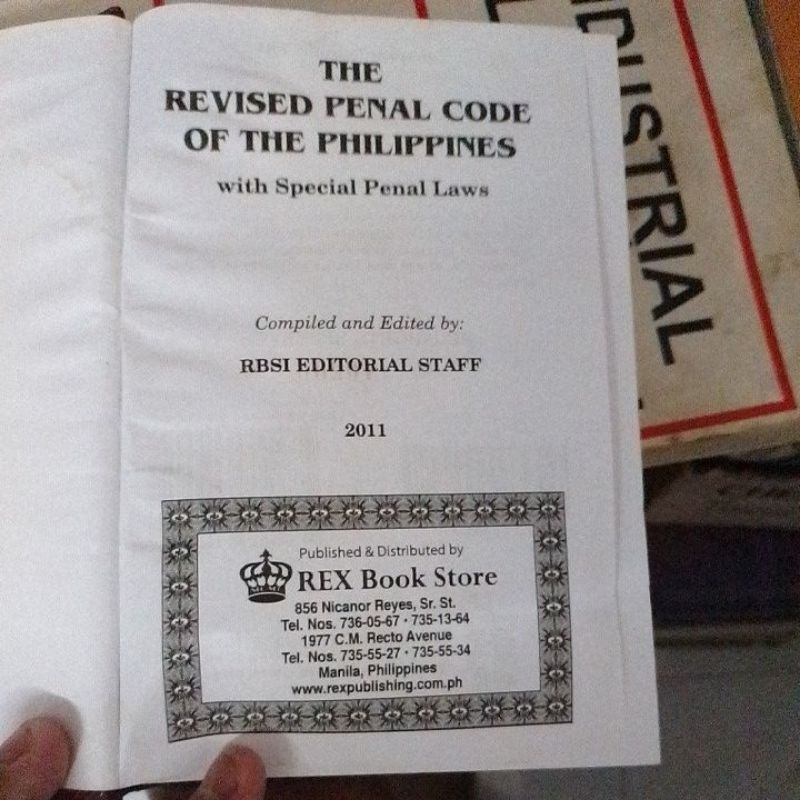 THE
REVISED PENAL CODE
OF THE PHILIPPINES
with Special Penal Laws
Compiled and Edited by:
RBSI EDITORIAL STAFF
2011
Published & Distributed by
REX Book Store
856 Nicanor Reyes, Sr. St.
Tel. Nos. 736-05-67 • 735-13-64
1977 C.M. Recto Avenue
Tel. Nos. 735-55-27 • 735-55-34
Manila, Philippines
www.rexpublishing.com.ph
INDUSTRIAL